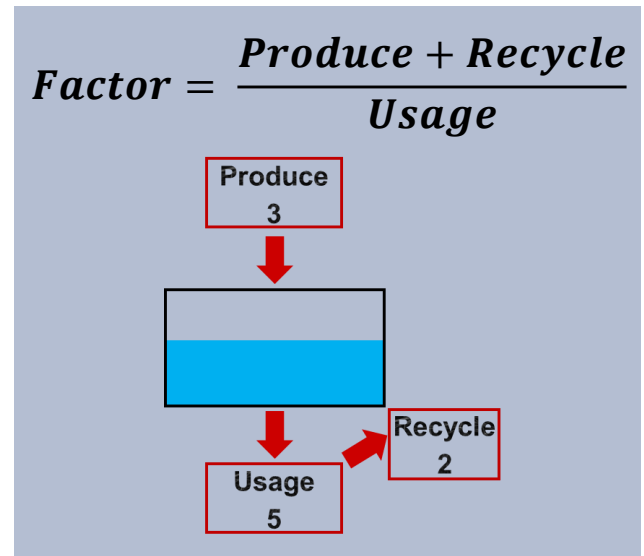 Factor = Produce + Recycle / Usage
Produce
3
Usage
5
Recycle
2